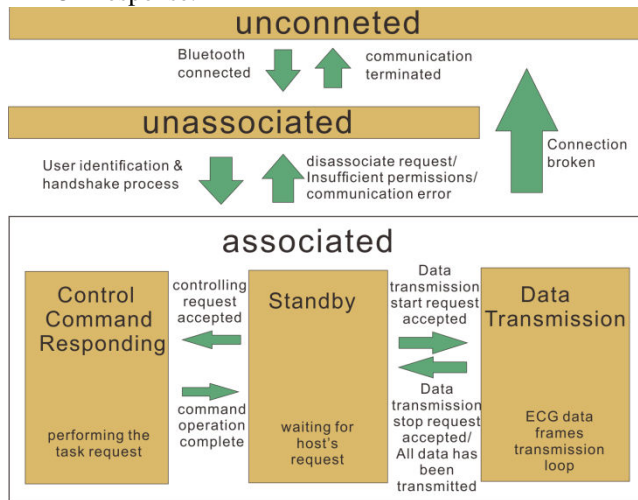 unconneted
Bluetooth
connected
communication
terminated
unassociated
Connection
broken
User identification &
handshake process
disassociate request/
Insufficient permissions/
communication error
associated
Control
Command
Responding
performing the
task request
controlling
request
accepted
command
operation
complete
Standby
waiting for
host's
request
Data
transmission
start request
accepted
Data
transmission
stop request
accepted/
All data has
been
transmitted
Data
Transmission
ECG data
frames
transmission
loop